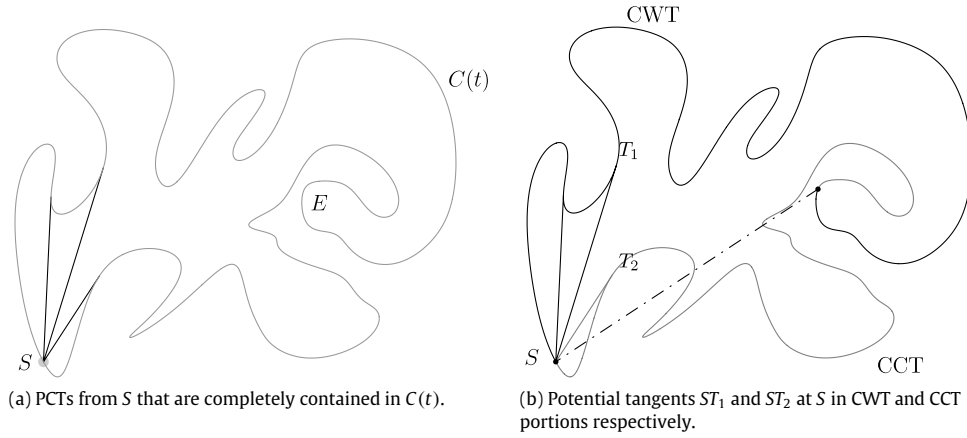 C(t)
E
S
(a) PCTs from S that are completely contained in C(t).
CWT
T₁
T₂
S
CCT
(b) Potential tangents ST₁ and ST₂ at S in CWT and CCT
portions respectively.